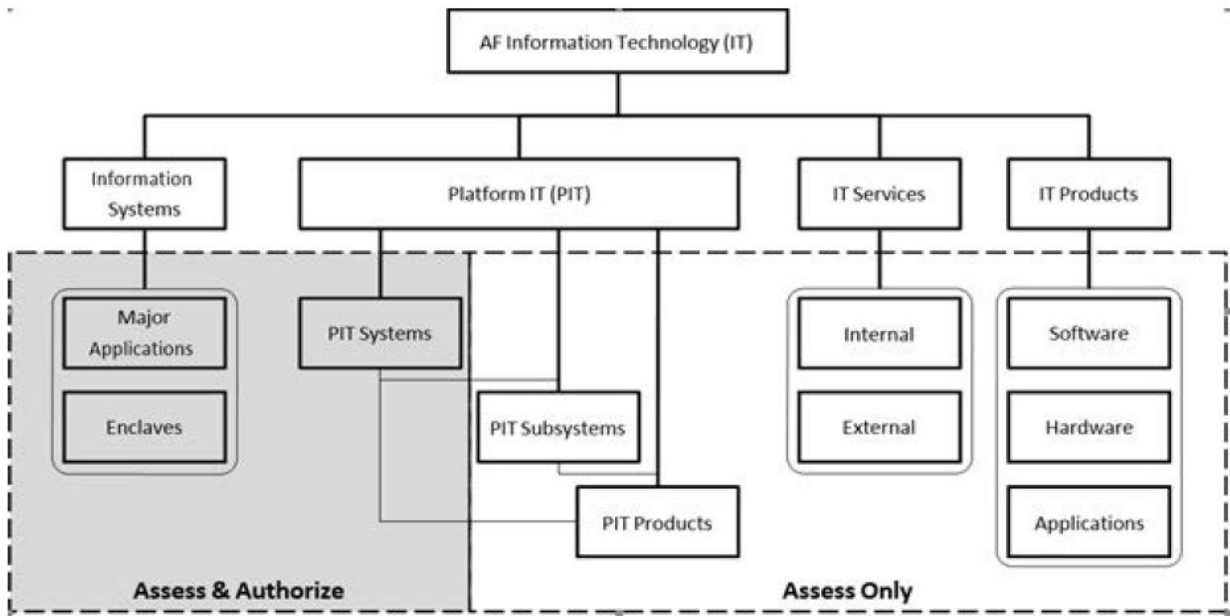 AF Information Technology (IT)
Information
Systems
Platform IT (PIT)
IT Services
IT Products
Major
Applications
PIT Systems
Internal
Software
Enclaves
PIT Subsystems
External
Hardware
PIT Products
Applications
Assess & Authorize
Assess Only